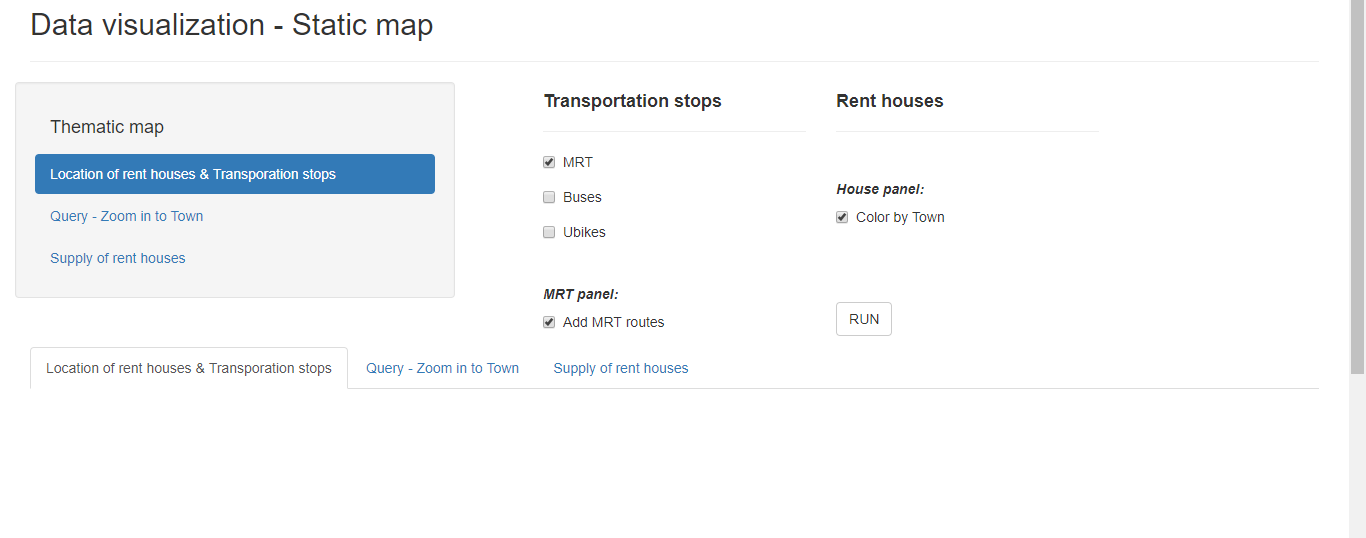 Data visualization - Static map
Thematic map
Location of rent houses & Transporation stops
Query - Zoom in to Town
Supply of rent houses
Transportation stops
MRT
Buses
Ubikes
MRT panel:
Add MRT routes
Rent houses
House panel:
Color by Town
RUN
Location of rent houses & Transporation stops
Query - Zoom in to Town
Supply of rent houses